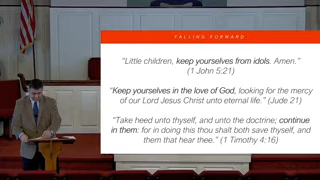 FALLING FORWARD
“Little children, keep yourselves from idols. Amen.”
(1 John 5:21)
“Keep yourselves in the love of God, looking for the mercy
of our Lord Jesus Christ unto eternal life.” (Jude 21)
“Take heed unto thyself, and unto the doctrine; continue
in them: for in doing this thou shalt both save thyself, and
them that hear thee.” (1 Timothy 4:16)